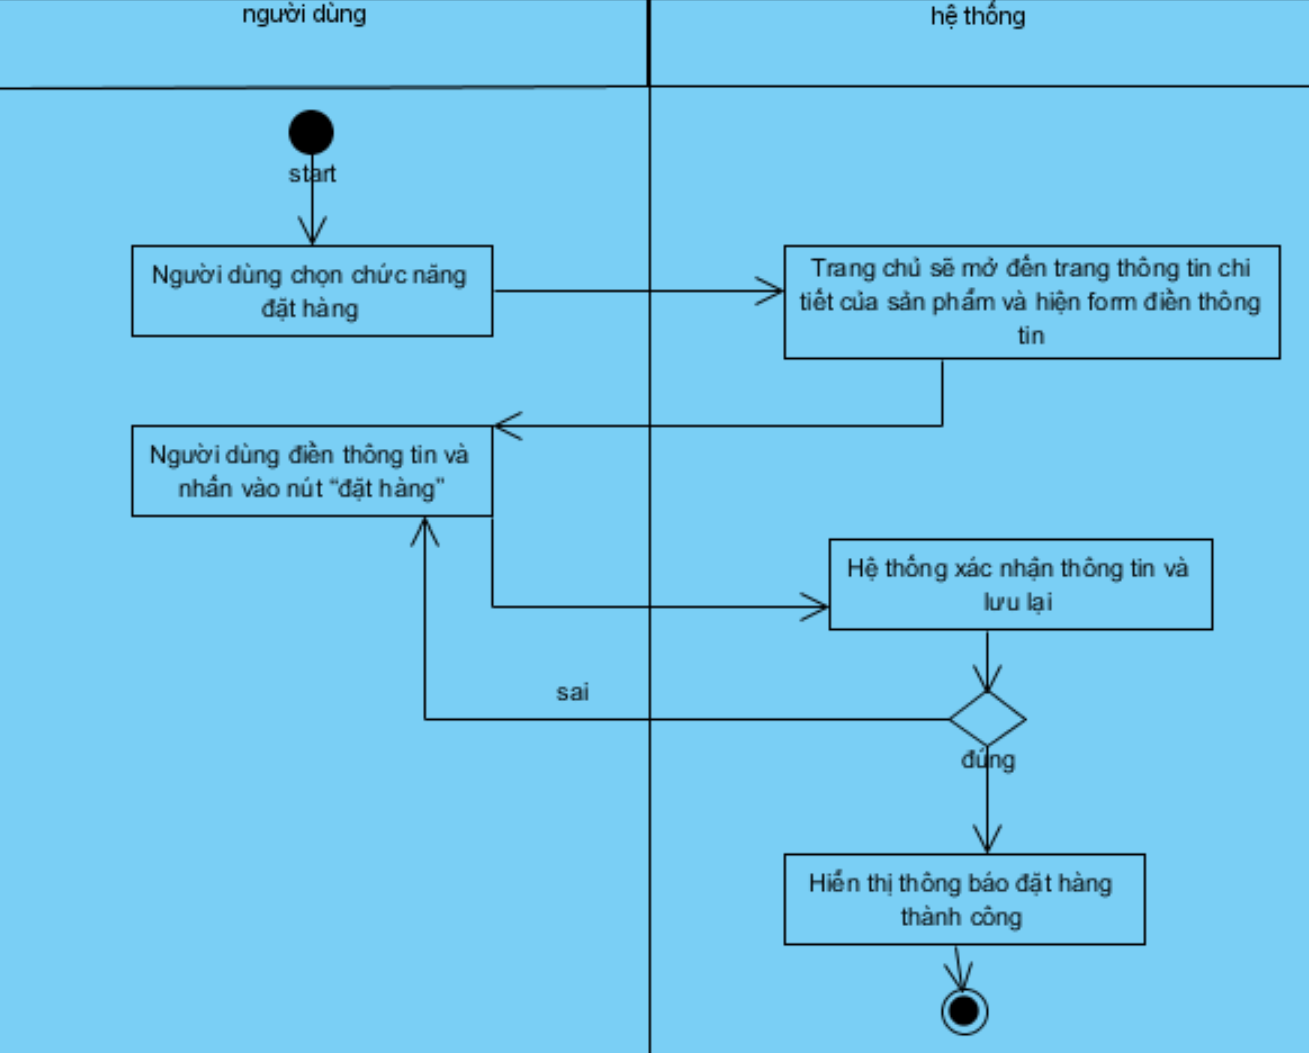 người dùng
hệ thống
start
Người dùng chọn chức năng
đặt hàng
Trang chủ sẽ mở đến trang thông tin chi
tiết của sản phẩm và hiện form điền thông
tin
Người dùng điền thông tin và
nhấn vào nút “đặt hàng”
Hệ thống xác nhận thông tin và
lưu lại
sai
đúng
Hiển thị thông báo đặt hàng
thành công